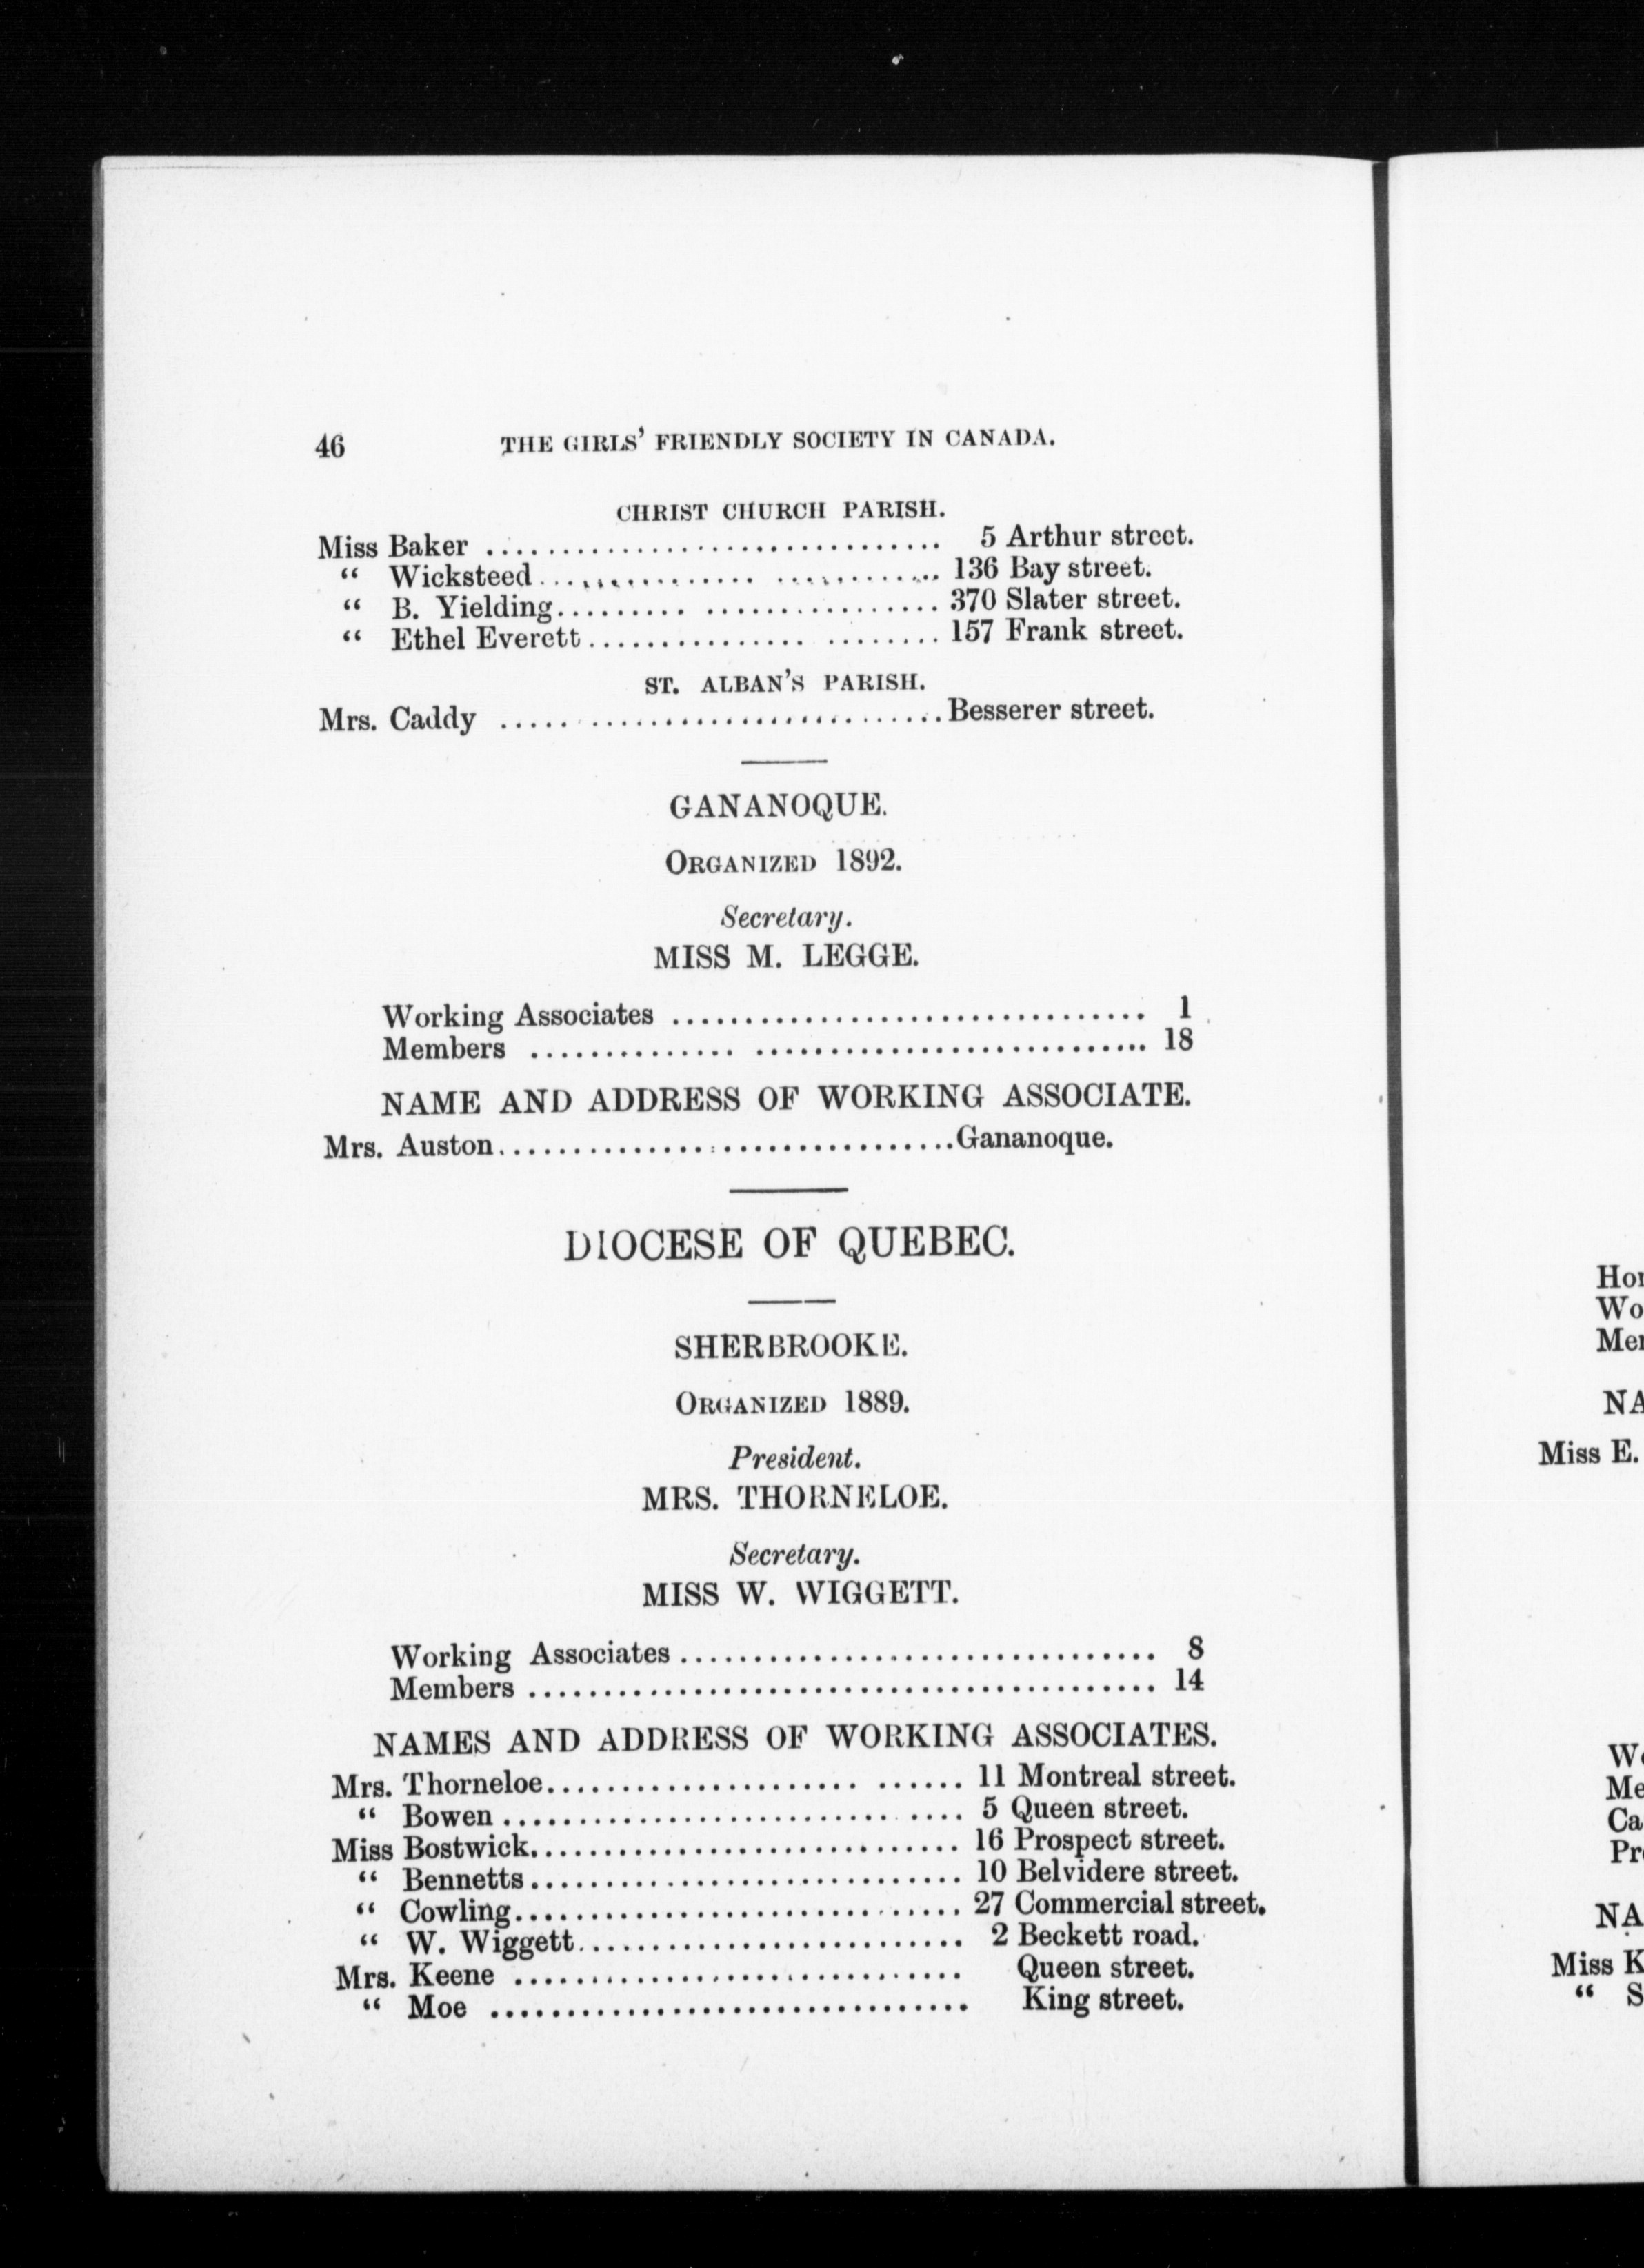 46 THE GIRLS' FRIENDLY SOCIETY IN CANADA.
CHRIST CHURCH PARISH.
Miss Baker .............................. 5 Arthur street.
“ Wicksteed.............................. 136 Bay street.
“ B. Yielding.............................. 370 Slater street.
“ Ethel Everett.............................. 157 Frank street.
ST. ALBAN'S PARISH.
Mrs. Caddy ..............................Besserer street.
GANANOQUE.
ORGANIZED 1892.
Secretary.
MISS M. LEGGE.
Working Associates .............................. 1
Members .............................. 18
NAME AND ADDRESS OF WORKING ASSOCIATE.
Mrs. Auston..............................Gananoque.
DIOCESE OF QUEBEC.
SHERBROOKE.
ORGANIZED 1889.
President.
MRS. THORNELOE.
Secretary.
MISS W. WIGGETT.
Working Associates .............................. 8
Members .............................. 14
NAMES AND ADDRESS OF WORKING ASSOCIATES.
Mrs. Thorneloe.............................. 11 Montreal street.
“ Bowen .............................. 5 Queen street.
Miss Bostwick.............................. 16 Prospect street.
“ Bennetts.............................. 10 Belvidere street.
“ Cowling.............................. 27 Commercial street.
“ W. Wiggett.............................. 2 Beckett road.
Mrs. Keene .............................. Queen street.
“ Moe .............................. King street.
Miss E.
NA
Miss K
“ S